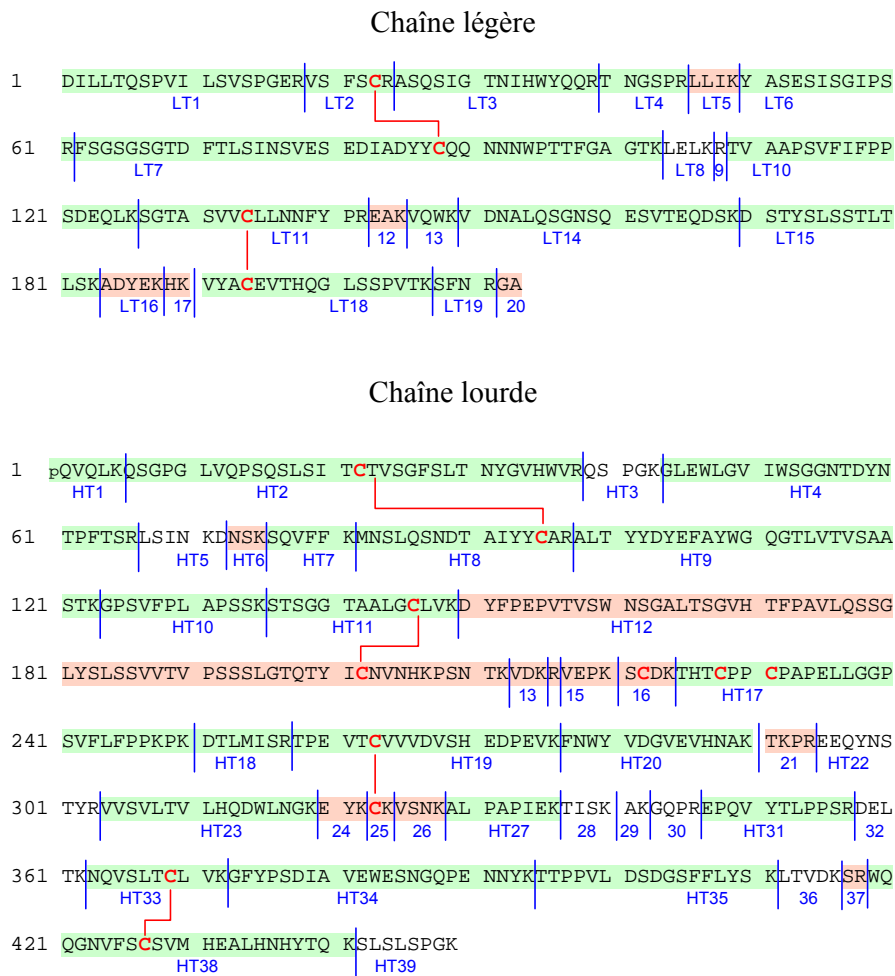 Chaîne légère
1 DILLTQSPVI LSVSPGERVS FSCRASQSIG TNIHWYQQRT NGSPRLLIKY ASESISGIPS
LT1 LT2 LT3 LT4 LT5 LT6
61 RFSGSGSGTD FTLSINSVES EDIADYYCQQ NNNWPTTFGA GTKLELKRTV AAPSVFIFPP
LT7 LT8 9 LT10
121 SDEQLKSGTA SVVCLLNNFY PREAKVQWKV DNALQSGNSQ ESVTEQDSKD STYSLSSTLT
LT11 12 13 LT14 LT15
181 LSKADYEKHK VYACEVTHQG LSSPVTKSFN RGA
LT16 17 LT18 LT19 20
Chaîne lourde
1 pQVQLKQSGPG LVQPSQSLSI TCTVSGFSLT NYGVHWVRQS PGKGLEWLGV IWSGGNTDYN
HT1 HT2 HT3 HT4
61 TPFTSRLSIN KDNSKSQVFF KMNSLQSNDT AIYYCARALT YYDYEFAYWG QGTLVTVSAA
HT5 HT6 HT7 HT8 HT9
121 STKGPSVFPL APSSKSTSGG TAALGCLVKD YFPEPVTVSW NSGALTSGVH TFPAVLQSSG
HT10 HT11 HT12
181 LYSLSSVVTV PSSSLGTQTY ICNVNHKPSN TKVDKRVEPK SCDKTHTCPP CPAPELLGGP
13 15 16 HT17
241 SVFLFPPKPK DTLMISRTPE VTCVVVDVSH EDPEVKFNWY VDGVEVHNAK TKPREEQYNS
HT18 HT19 HT20 21 HT22
301 TYRVVSVLTV LHQDWLNGKE YKCKVSNKAL PAPIEKTISK AKGQPREPQV YTLPPSRDEL
HT23 24 25 26 HT27 28 29 30 HT31 32
361 TKNQVSLTCL VKGFYPSDIA VEWESNGQPE NNYKTTPPVL DSDGSFFLYS KLTVDKSRWQ
HT33 HT34 HT35 36 37
421 QGNVFSCSVM HEALHNHYTQ KSLSLSPGK
HT38 HT39